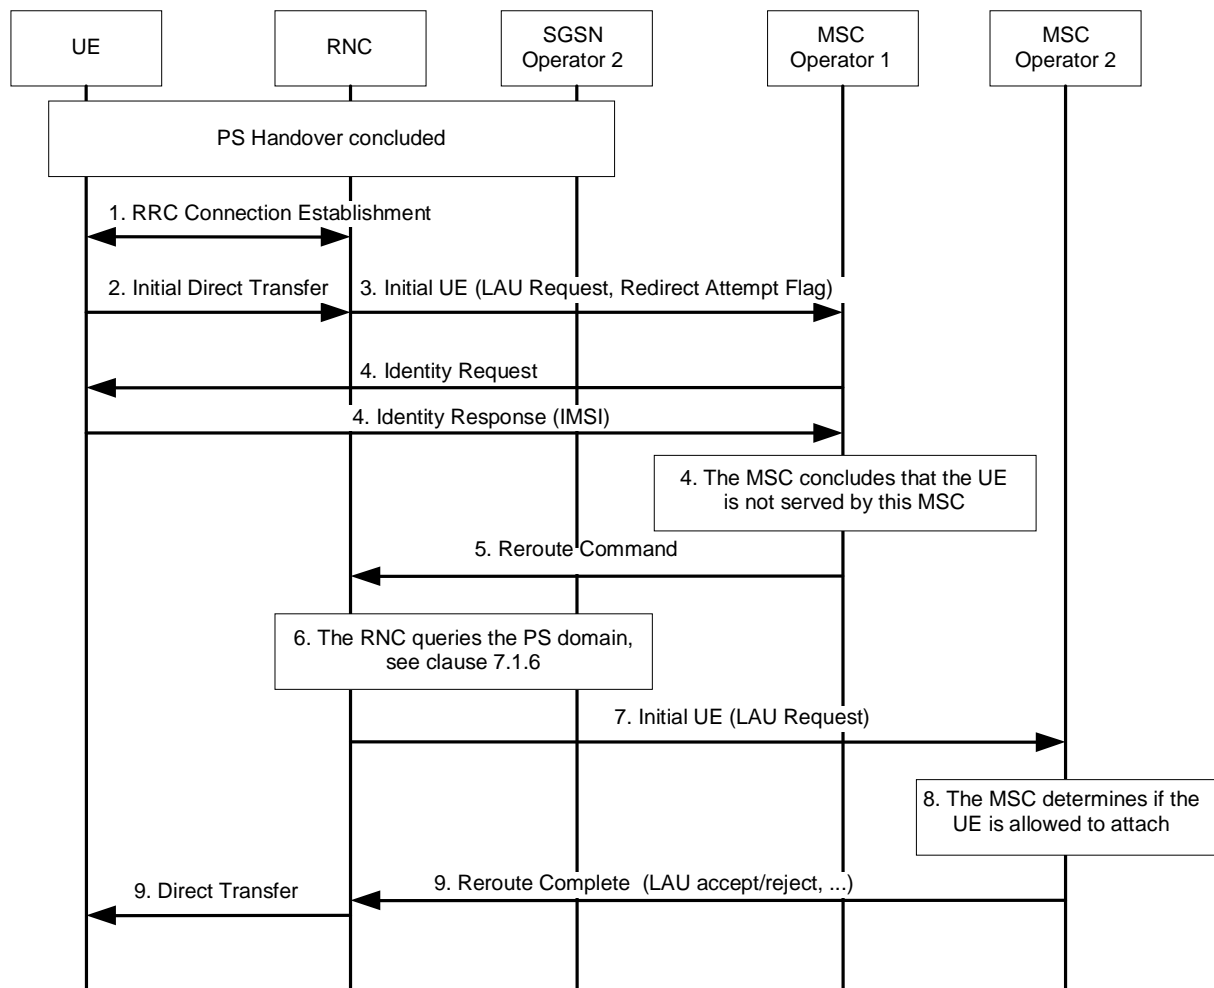 UE
RNC
SGSN
Operator 2
MSC
Operator 1
MSC
Operator 2
PS Handover concluded
1. RRC Connection Establishment
2. Initial Direct Transfer
3. Initial UE (LAU Request, Redirect Attempt Flag)
4. Identity Request
4. Identity Response (IMSI)
4. The MSC concludes that the UE
is not served by this MSC
5. Reroute Command
6. The RNC queries the PS domain,
see clause 7.1.6
7. Initial UE (LAU Request)
8. The MSC determines if the
UE is allowed to attach
9. Reroute Complete (LAU accept/reject, ...)
9. Direct Transfer